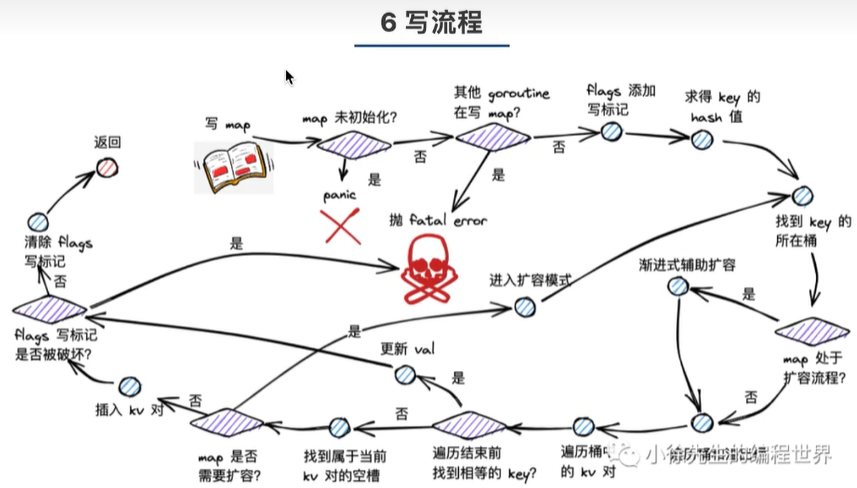 6 写流程
写 map
map 未初始化?
其他 goroutine
在写 map?
flags 添加
写标记
求得 key 的
hash 值
返回
否
否
是
是
panic
抛 fatal error
找到 key 的
所在桶
清除 flags
写标记
是
否
进入扩容模式
渐进式辅助扩容
是
flags 写标记
是否被破坏?
是
更新 val
map 处于
扩容流程?
是
否
插入 kv 对
否
否
map 是否
需要扩容?
找到属于当前
kv 对的空槽
遍历结束前
找到相等的 key?
遍历桶
的 kv 对
小徐先生的编程世界